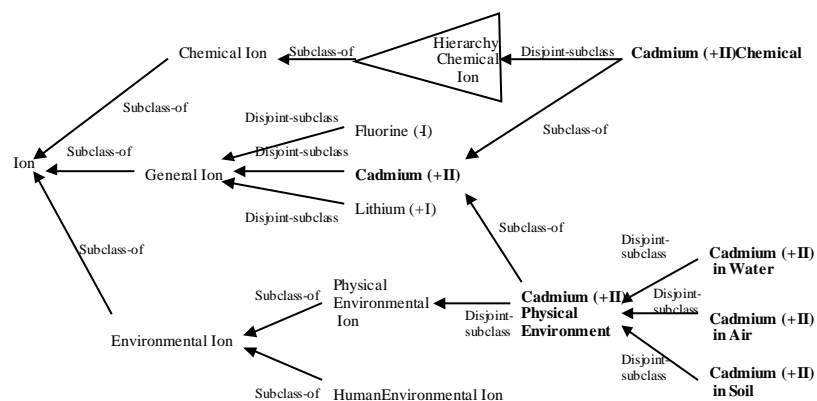 Chemical Ion
Subclass-of
Hierarchy
Chemical
Ion
Disjoint-subclass
Cadmium (+II)Chemical
Subclass-of
Subclass-of
Disjoint-subclass
Fluorine (-I)
Ion
Subclass-of
General Ion
Disjoint-subclass
Cadmium (+II)
Lithium (+I)
Disjoint-subclass
Subclass-of
Subclass-of
Disjoint-
subclass
Cadmium (+II)
in Water
Physical
Environmental
Ion
Subclass-of
Disjoint-
subclass
Cadmium (+II)
Physical
Environment
Disjoint-
subclass
Cadmium (+II)
in Air
Environmental Ion
Disjoint-
subclass
Cadmium (+II)
in Soil
Subclass-of
HumanEnvironmental Ion